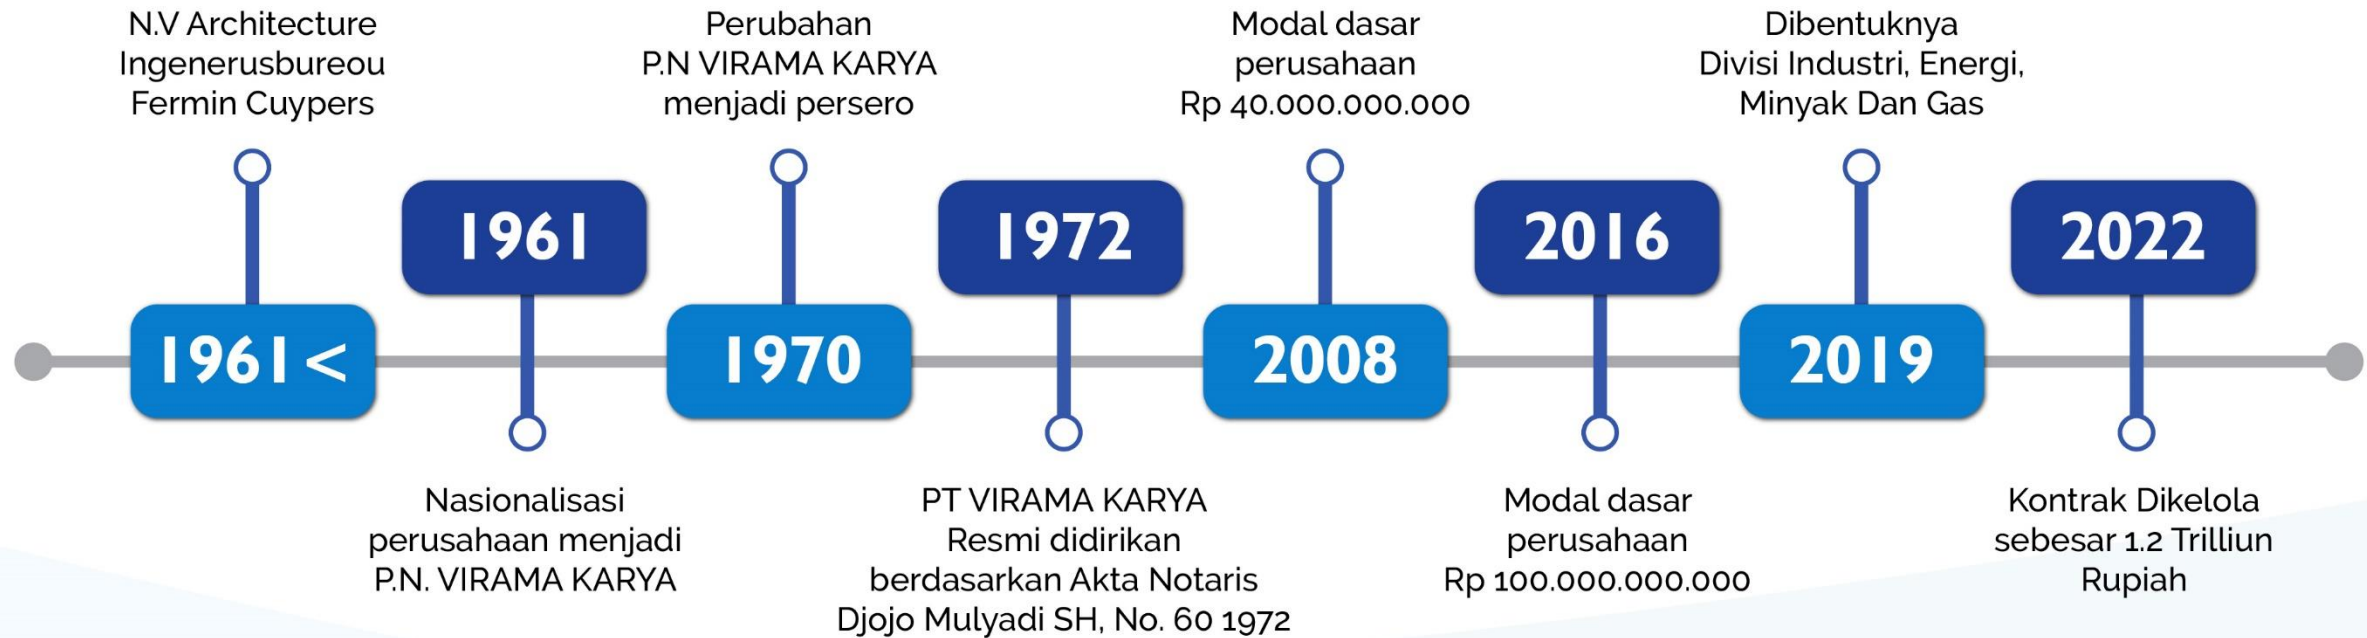 N.V Architecture
Ingenerusbureou
Fermin Cuypers
1961<
1961
Nasionalisasi
perusahaan menjadi
P.N. VIRAMA KARYA
Perubahan
P.N VIRAMA KARYA
menjadi persero
1970
1972
PT VIRAMA KARYA
Resmi didirikan
berdasarkan Akta Notaris
Djojo Mulyadi SH, No. 60 1972
Modal dasar
perusahaan
Rp 40.000.000.000
2008
2016
Modal dasar
perusahaan
Rp 100.000.000.000
Dibentuknya
Divisi Industri, Energi,
Minyak Dan Gas
2019
2022
Kontrak Dikelola
sebesar 1.2 Trilliun
Rupiah